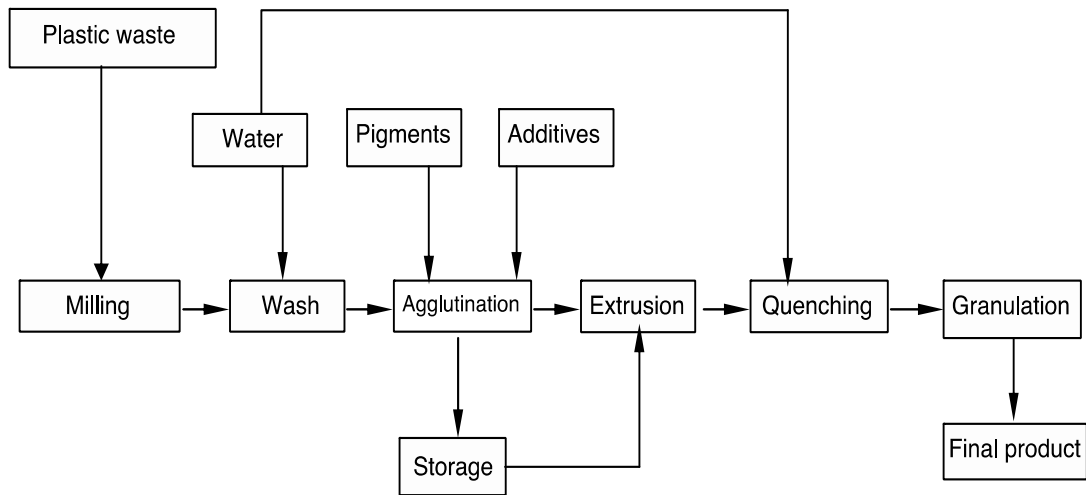 Plastic waste
Water
Pigments
Additives
Milling
Wash
Agglutination
Extrusion
Quenching
Granulation
Storage
Final product